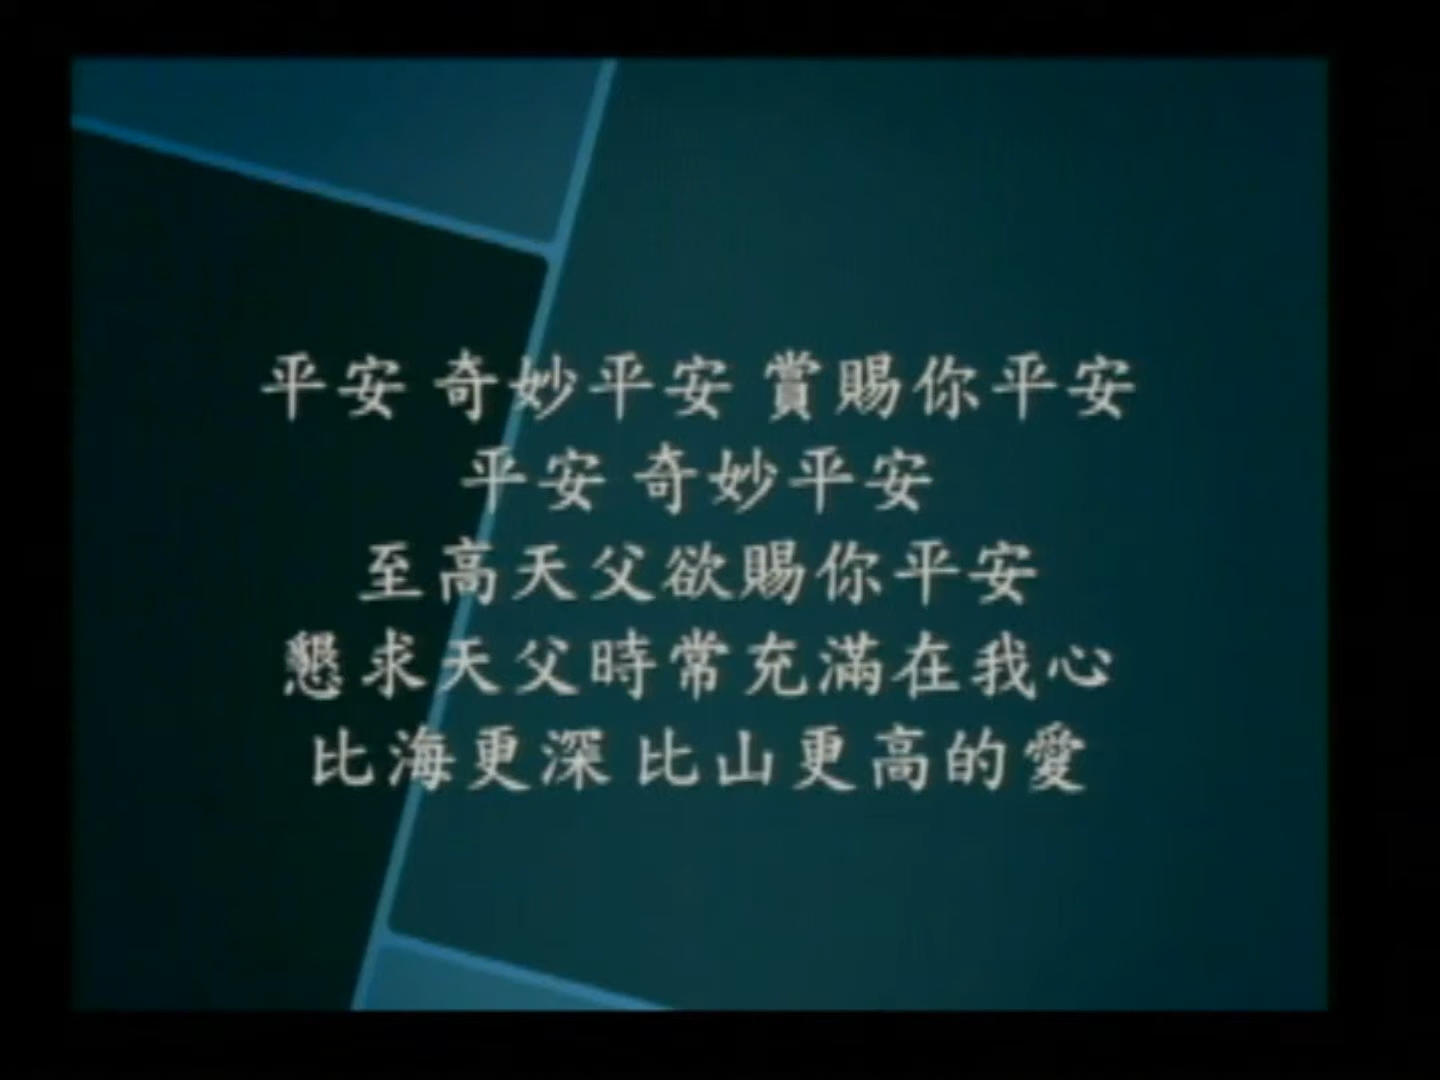 平安 奇妙平安 賞賜你平安
平安 奇妙平安
至高天父欲賜你平安
懇求天父時常充滿在我心
比海更深 比山更高的愛